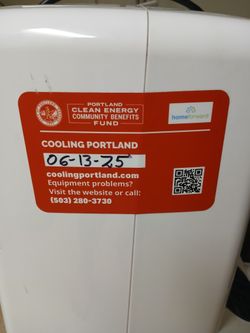 PORTLAND
CLEAN ENERGY
COMMUNITY BENEFITS
FUND
homeforward
COOLING PORTLAND
06-13-25
coolingportland.com
Equipment problems?
Visit the website or call:
(503) 280-3730